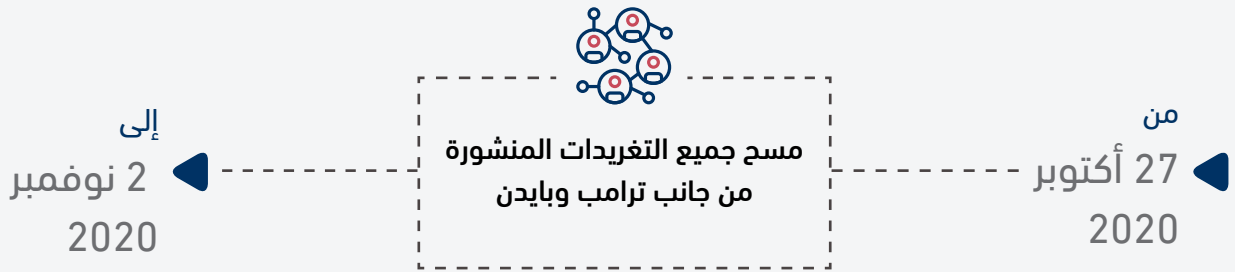 من
27 أكتوبر
2020
مسح جميع التغريدات المنشورة
من جانب ترامب وبايدن
إلى
2 نوفمبر
2020